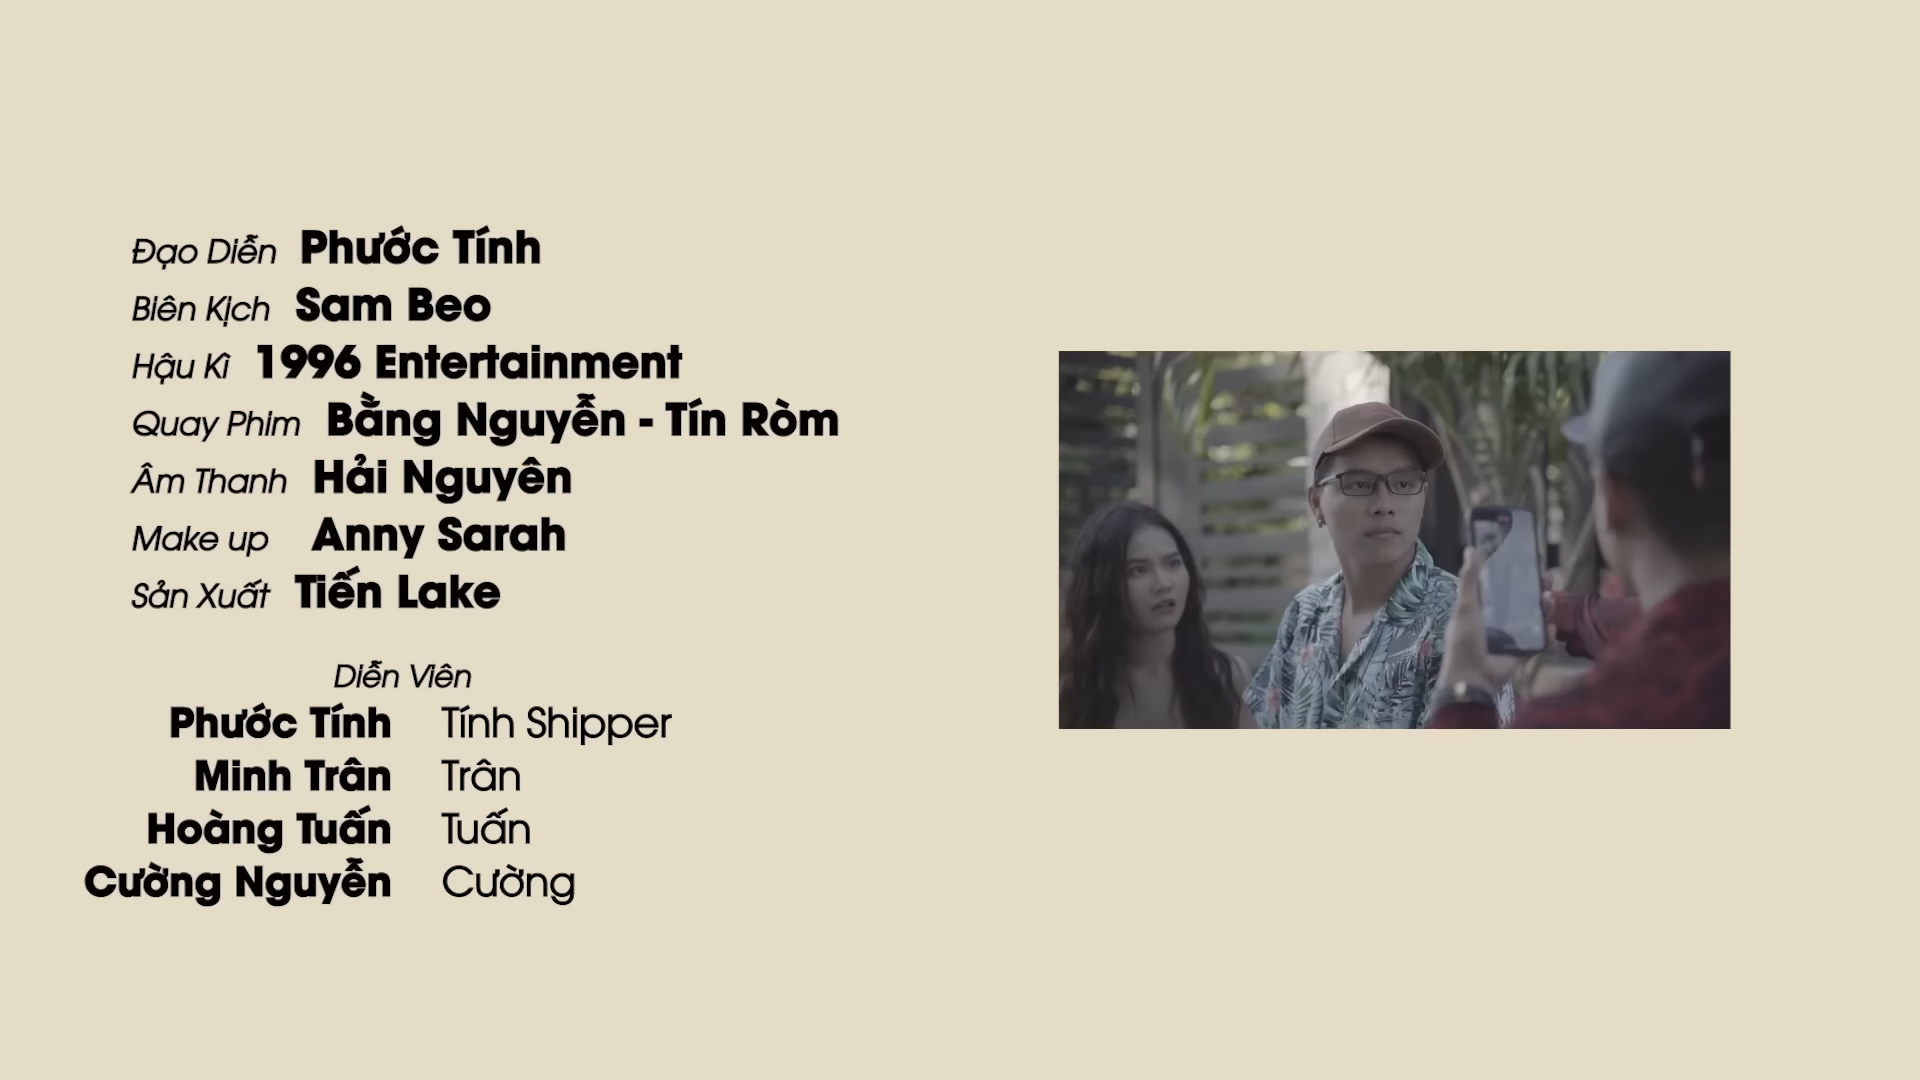 Đạo Diễn Phước Tính
Biên Kịch Sam Beo
Hậu Kì 1996 Entertainment
Quay Phim Bằng Nguyễn - Tín Ròm
Âm Thanh Hải Nguyên
Make up Anny Sarah
Sản Xuất Tiến Lake
Diễn Viên
Phước Tính Tính Shipper
Minh Trân Trân
Hoàng Tuấn Tuấn
Cường Nguyễn Cường